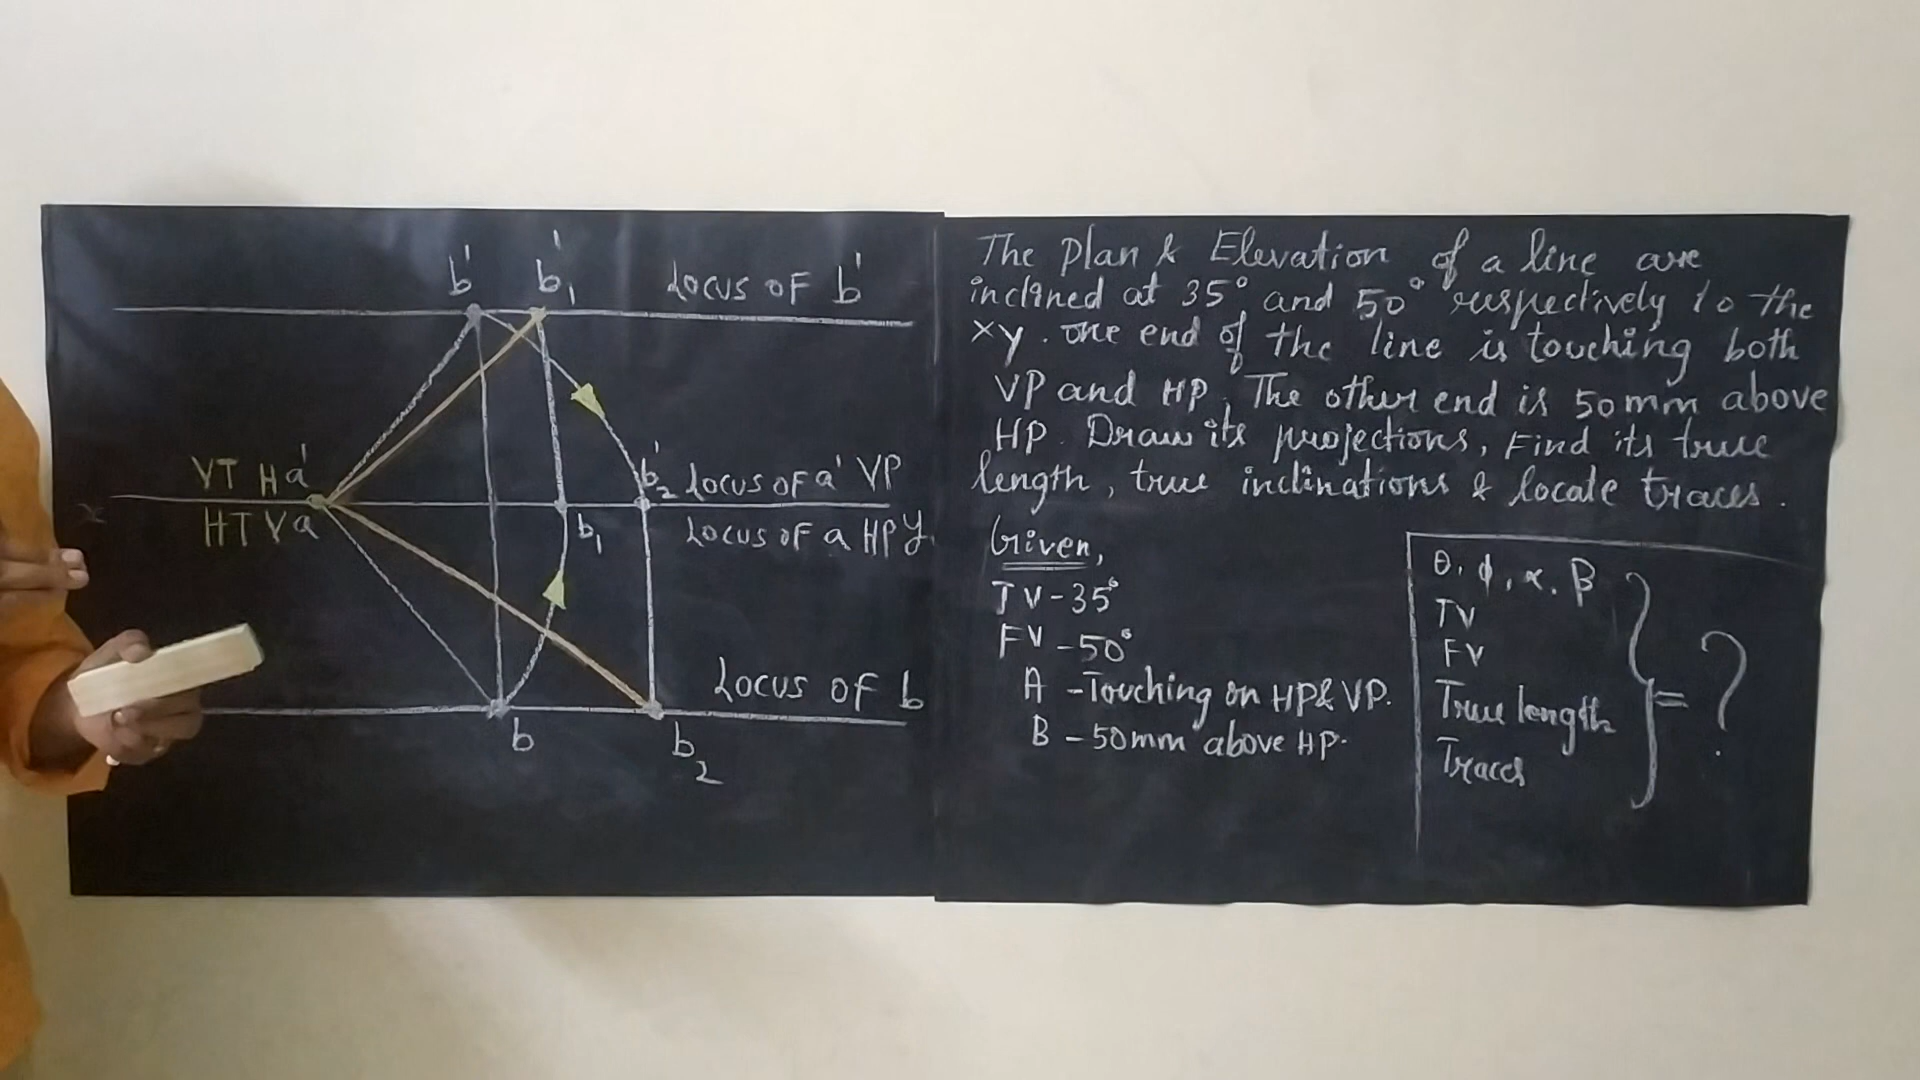 b' b'₁ Locus of b'
VT H a' b'₂ Locus of a' VP
x HT V a b₁ Locus of a HP y
Locus of b
b b₂
The Plan & Elevation of a line are
inclined at 35° and 50° respectively to the
xy. One end of the line is touching both
VP and HP. The other end is 50mm above
HP. Draw its projections, Find its true
length, true inclinations & locate traces.
Given,
TV - 35°
FV - 50°
A - Touching on HP & VP.
B - 50mm above HP.
θ, φ, α, β
TV
FV
True length
Traces
= ?